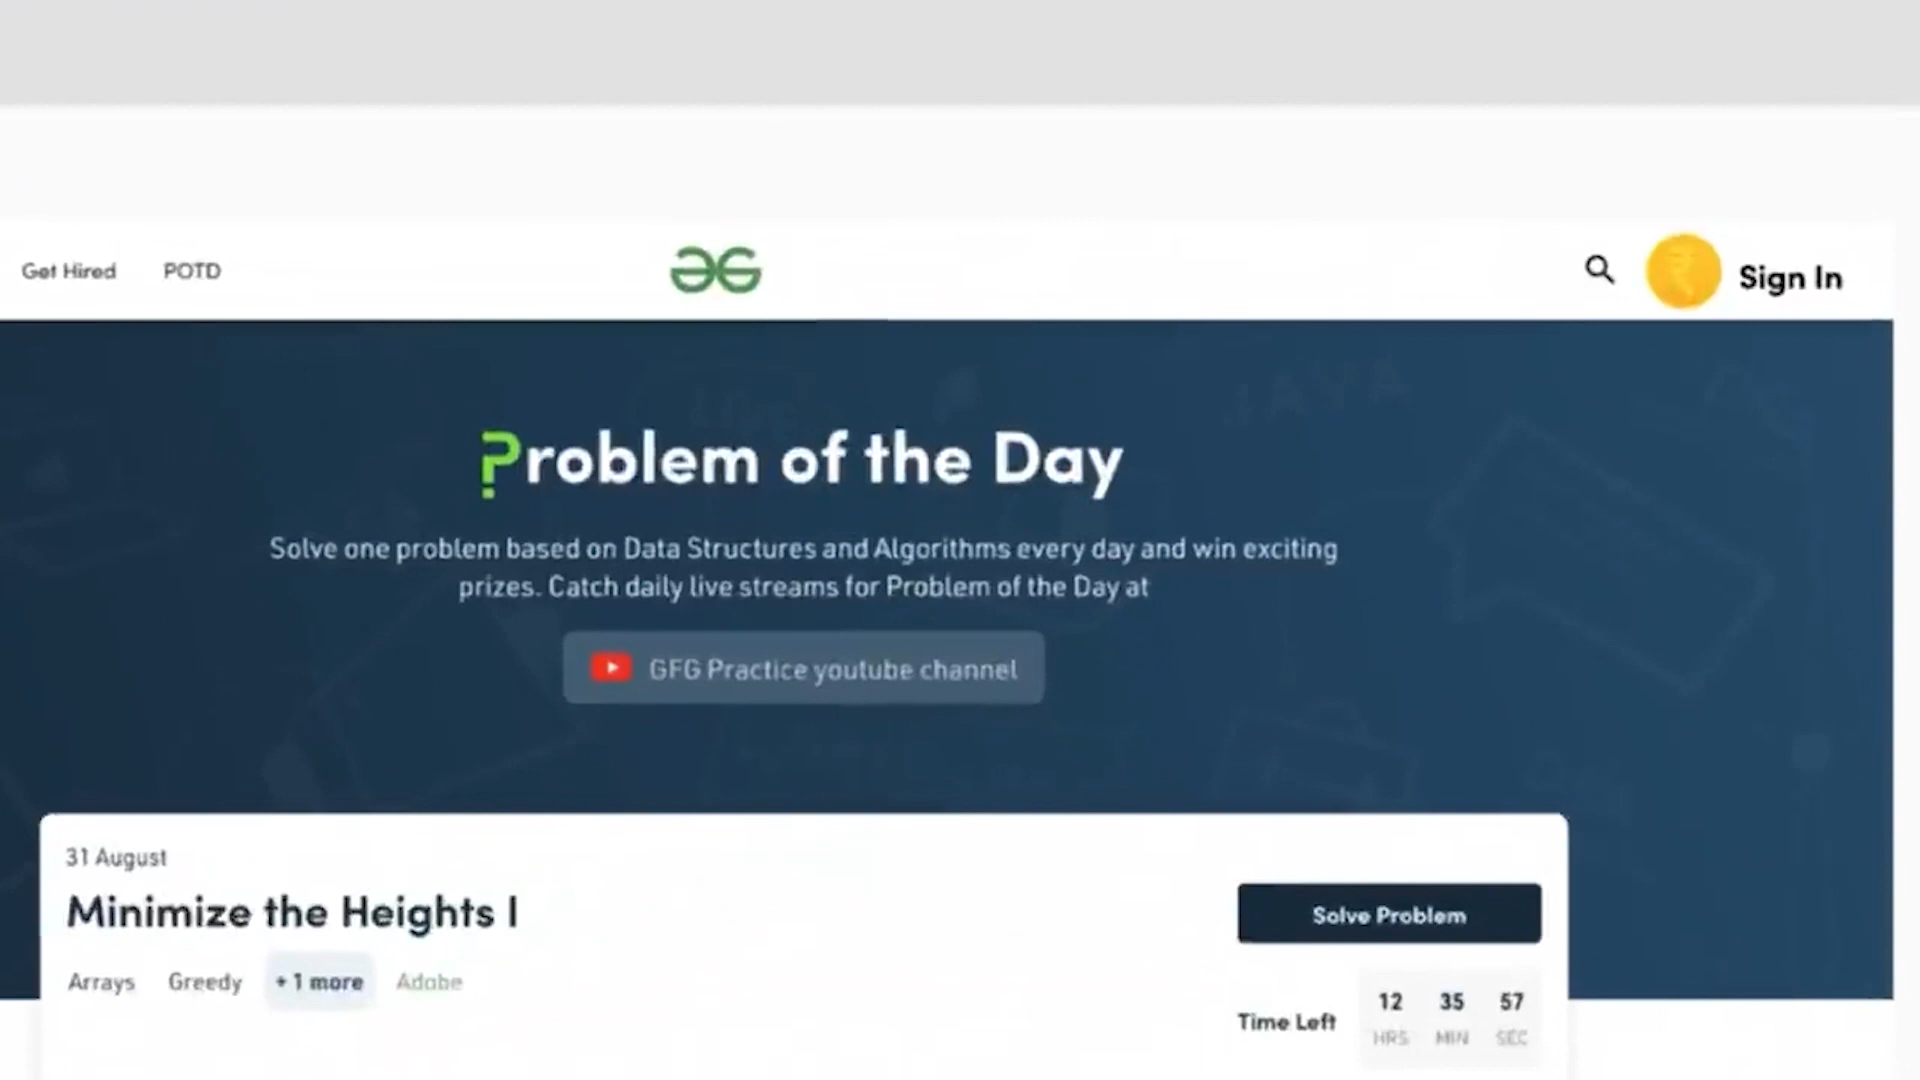 Get Hired POTD Sign In
Problem of the Day
Solve one problem based on Data Structures and Algorithms every day and win exciting
prizes. Catch daily live streams for Problem of the Day at
GFG Practice youtube channel
31 August
Minimize the Heights I
Solve Problem
Arrays Greedy + 1 more Adobe
Time Left 12 35 57
HRS MIN SEC